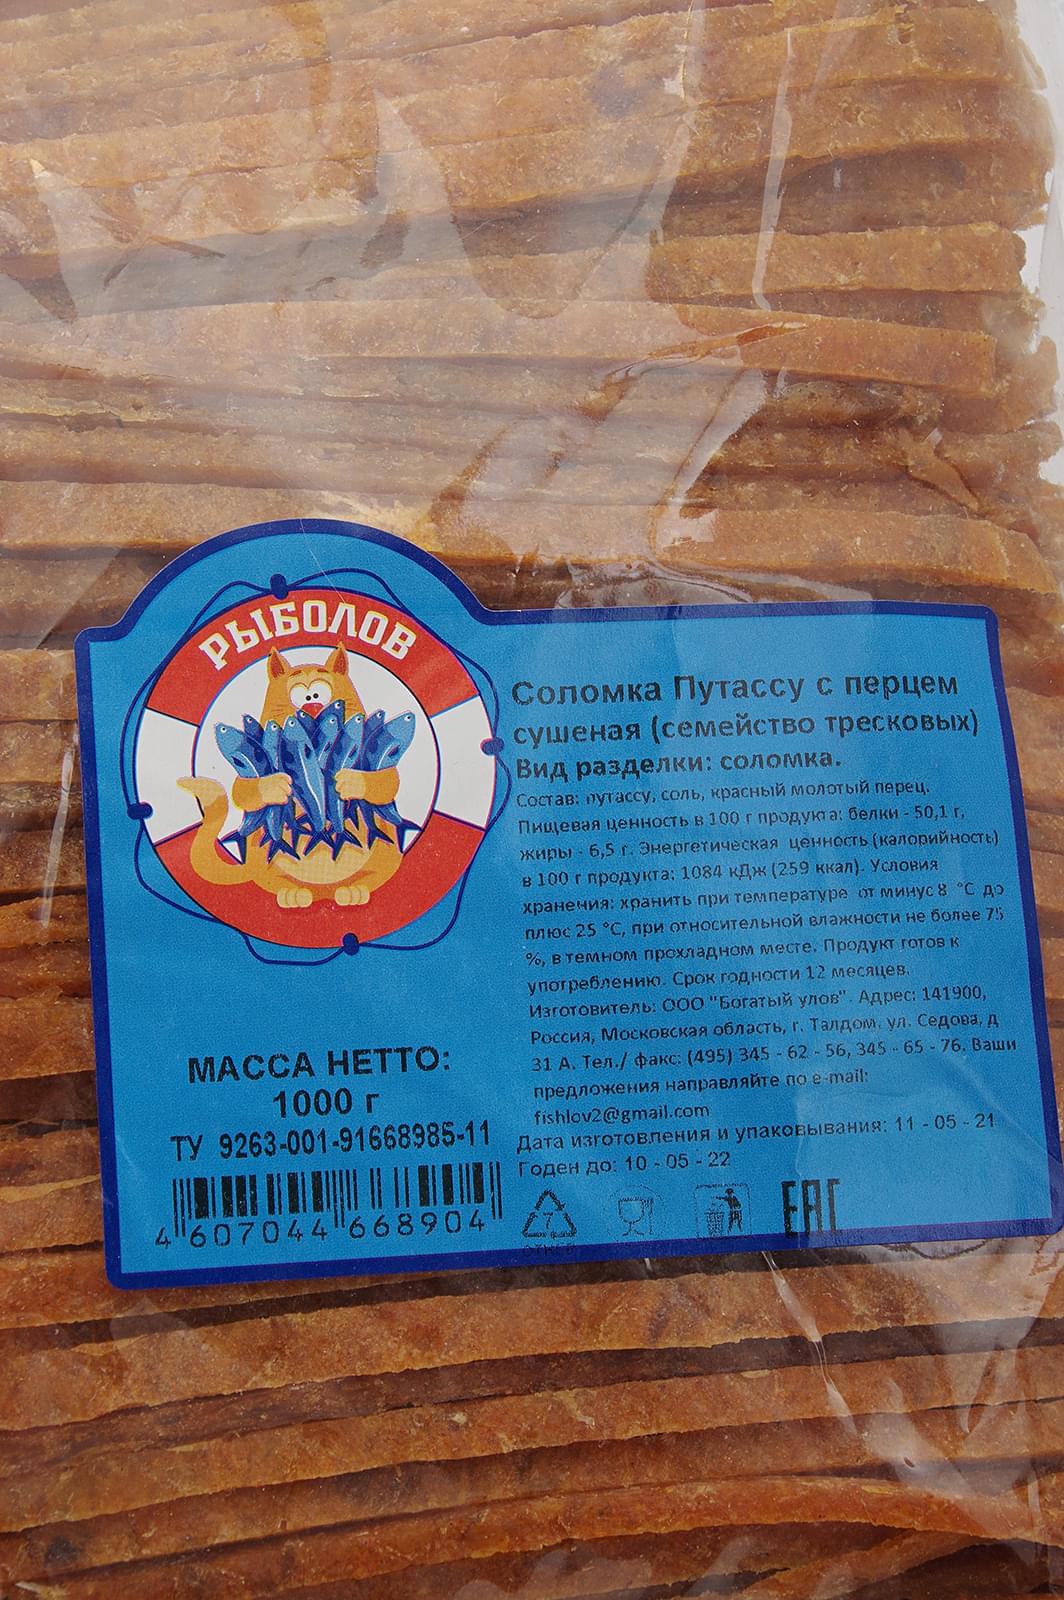 РЫБОЛОВ
Соломка Путассу с перцем
сушеная (семейство тресковых)
Вид разделки: соломка.
Состав: путассу, соль, красный молотый перец.
Пищевая ценность в 100 г продукта: белки - 50,1 г,
жиры - 6,5 г. Энергетическая ценность (калорийность)
в 100 г продукта: 1084 кДж (259 ккал). Условия
хранения: хранить при температуре от минус 8 °С до
плюс 25 °С, при относительной влажности не более 75
%, в темном прохладном месте. Продукт готов к
употреблению. Срок годности 12 месяцев.
Изготовитель: ООО "Богатый улов". Адрес: 141900,
Россия, Московская область, г. Талдом, ул. Седова, д
31 А. Тел./ факс: (495) 345 - 62 - 56, 345 - 65 - 76. Ваши
предложения направляйте по e-mail:
fishlov2@gmail.com
Дата изготовления и упаковывания: 11 - 05 - 21
Годен до: 10 - 05 - 22
МАССА НЕТТО:
1000 г
ТУ 9263-001-91668985-11
4 607044 668904
7
EAC